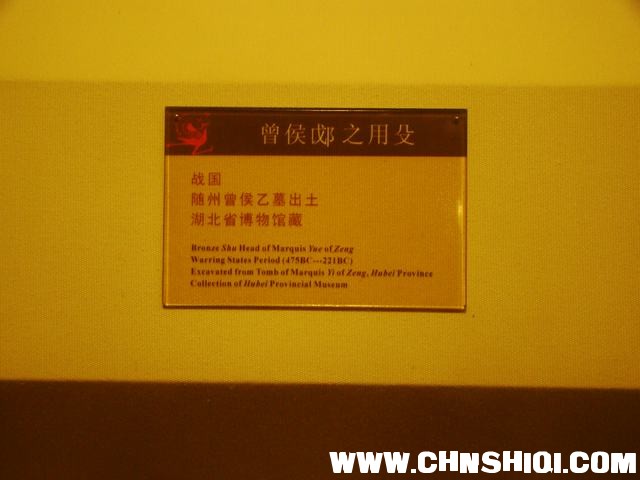 曾侯𨚕之用殳
战国
随州曾侯乙墓出土
湖北省博物馆藏
Bronze Shu Head of Marquis Yue of Zeng
Warring States Period (475BC---221BC)
Excavated from Tomb of Marquis Yi of Zeng, Hubei Province
Collection of Hubei Provincial Museum
WWW.CHNSHIQI.COM